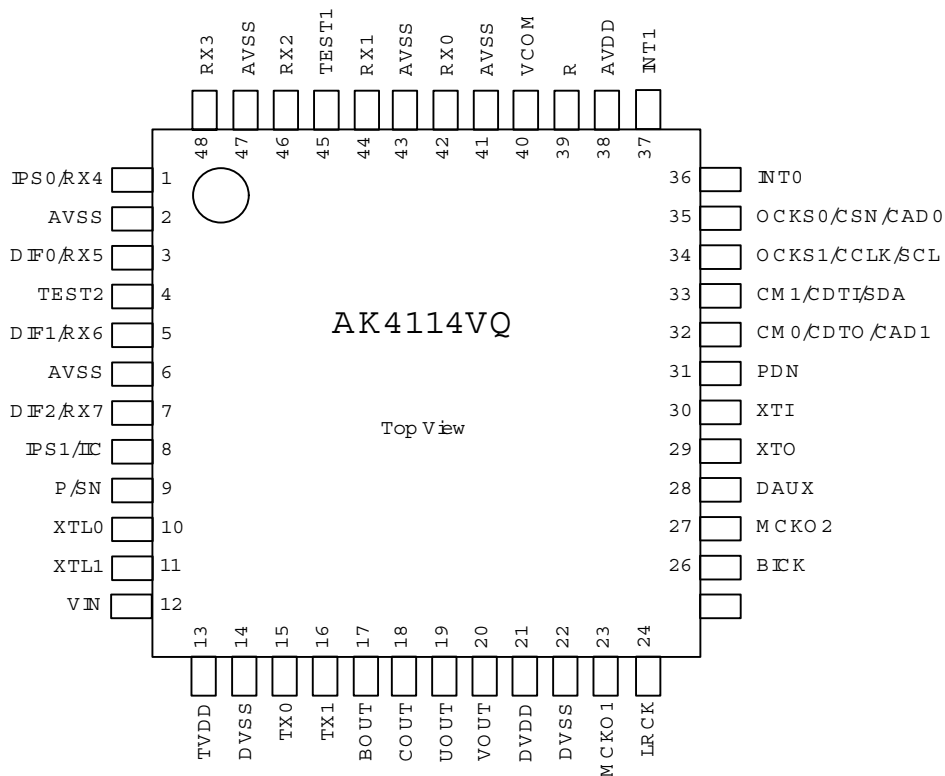 RX3
AVSS
RX2
TEST1
RX1
AVSS
RX0
AVSS
VCOM
R
AVDD
INT1
48
47
46
45
44
43
42
41
40
39
38
37
IPS0/RX4
1
AVSS
2
DIF0/RX5
3
TEST2
4
DIF1/RX6
5
AVSS
6
DIF2/RX7
7
IPS1/IIC
8
P/SN
9
XTL0
10
XTL1
11
VIN
12
AK4114VQ
Top View
36
INT0
35
OCKS0/CSN/CAD0
34
OCKS1/CCLK/SCL
33
CM1/CDTI/SDA
32
CM0/CDTO/CAD1
31
PDN
30
XTI
29
XTO
28
DAUX
27
MCKO2
26
BICK
13
14
15
16
17
18
19
20
21
22
23
24
TVDD
DVSS
TX0
TX1
BOUT
COUT
UOUT
VOUT
DVDD
DVSS
MCKO1
LRCK